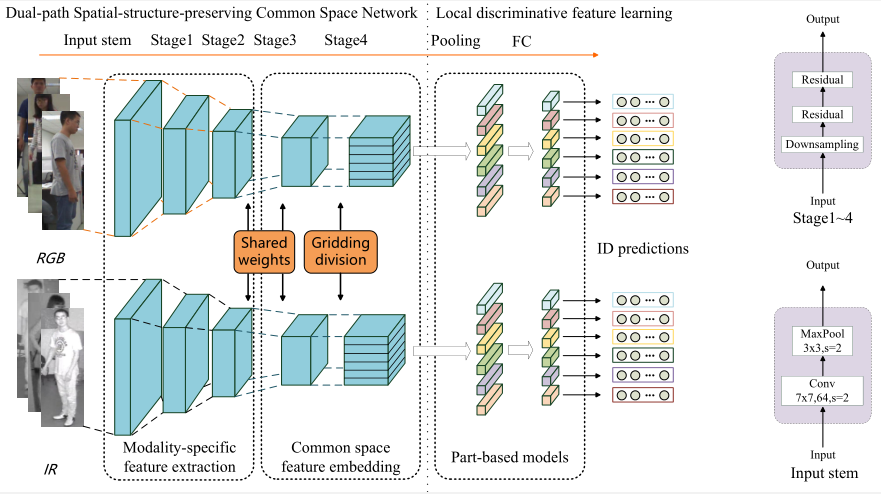 Dual-path Spatial-structure-preserving Common Space Network
Local discriminative feature learning
Input stem
Stage1
Stage2
Stage3
Stage4
Pooling
FC
RGB
Shared
weights
Gridding
division
ID predictions
IR
Modality-specific
feature extraction
Common space
feature embedding
Part-based models
Output
Residual
Residual
Downsampling
Input
Stage1~4
Output
MaxPool
3x3,s=2
Conv
7x7,64,s=2
Input
Input stem